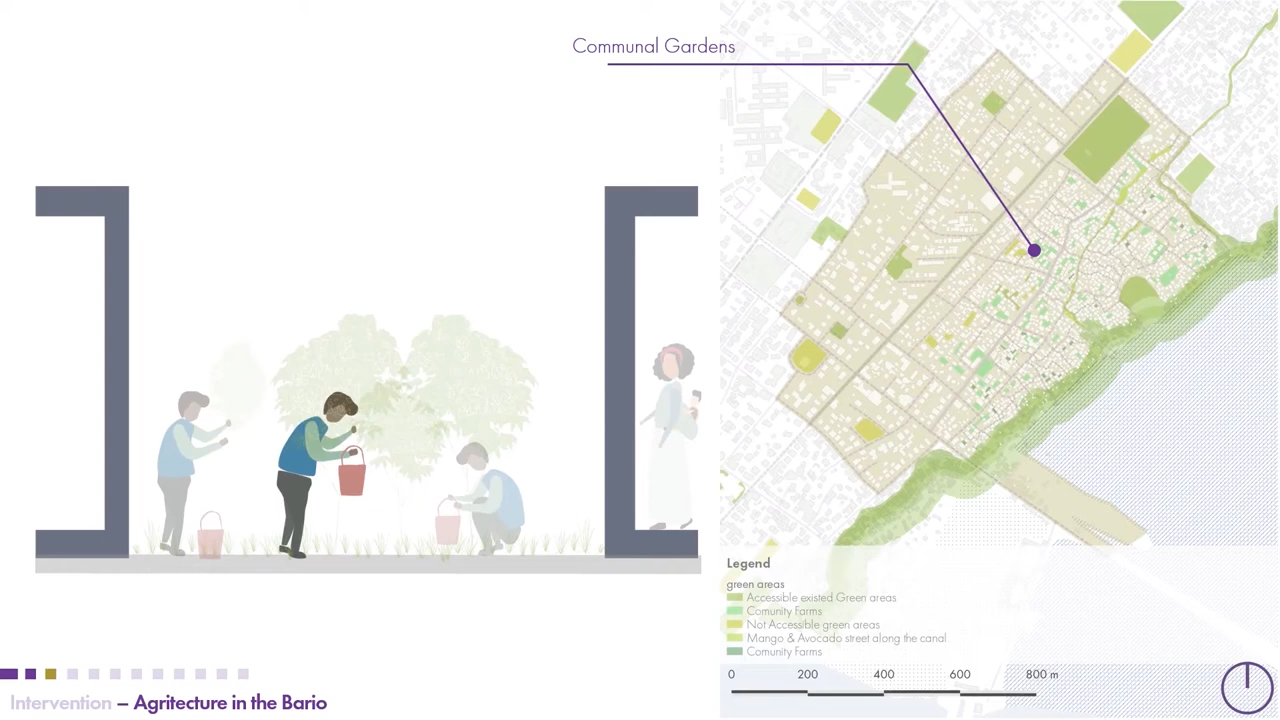 Communal Gardens
Legend
green areas
Accessible existed Green areas
Comunity Farms
Not Accessible green areas
Mango & Avocado street along the canal
Comunity Farms
0 200 400 600 800 m
Intervention – Agritecture in the Bario